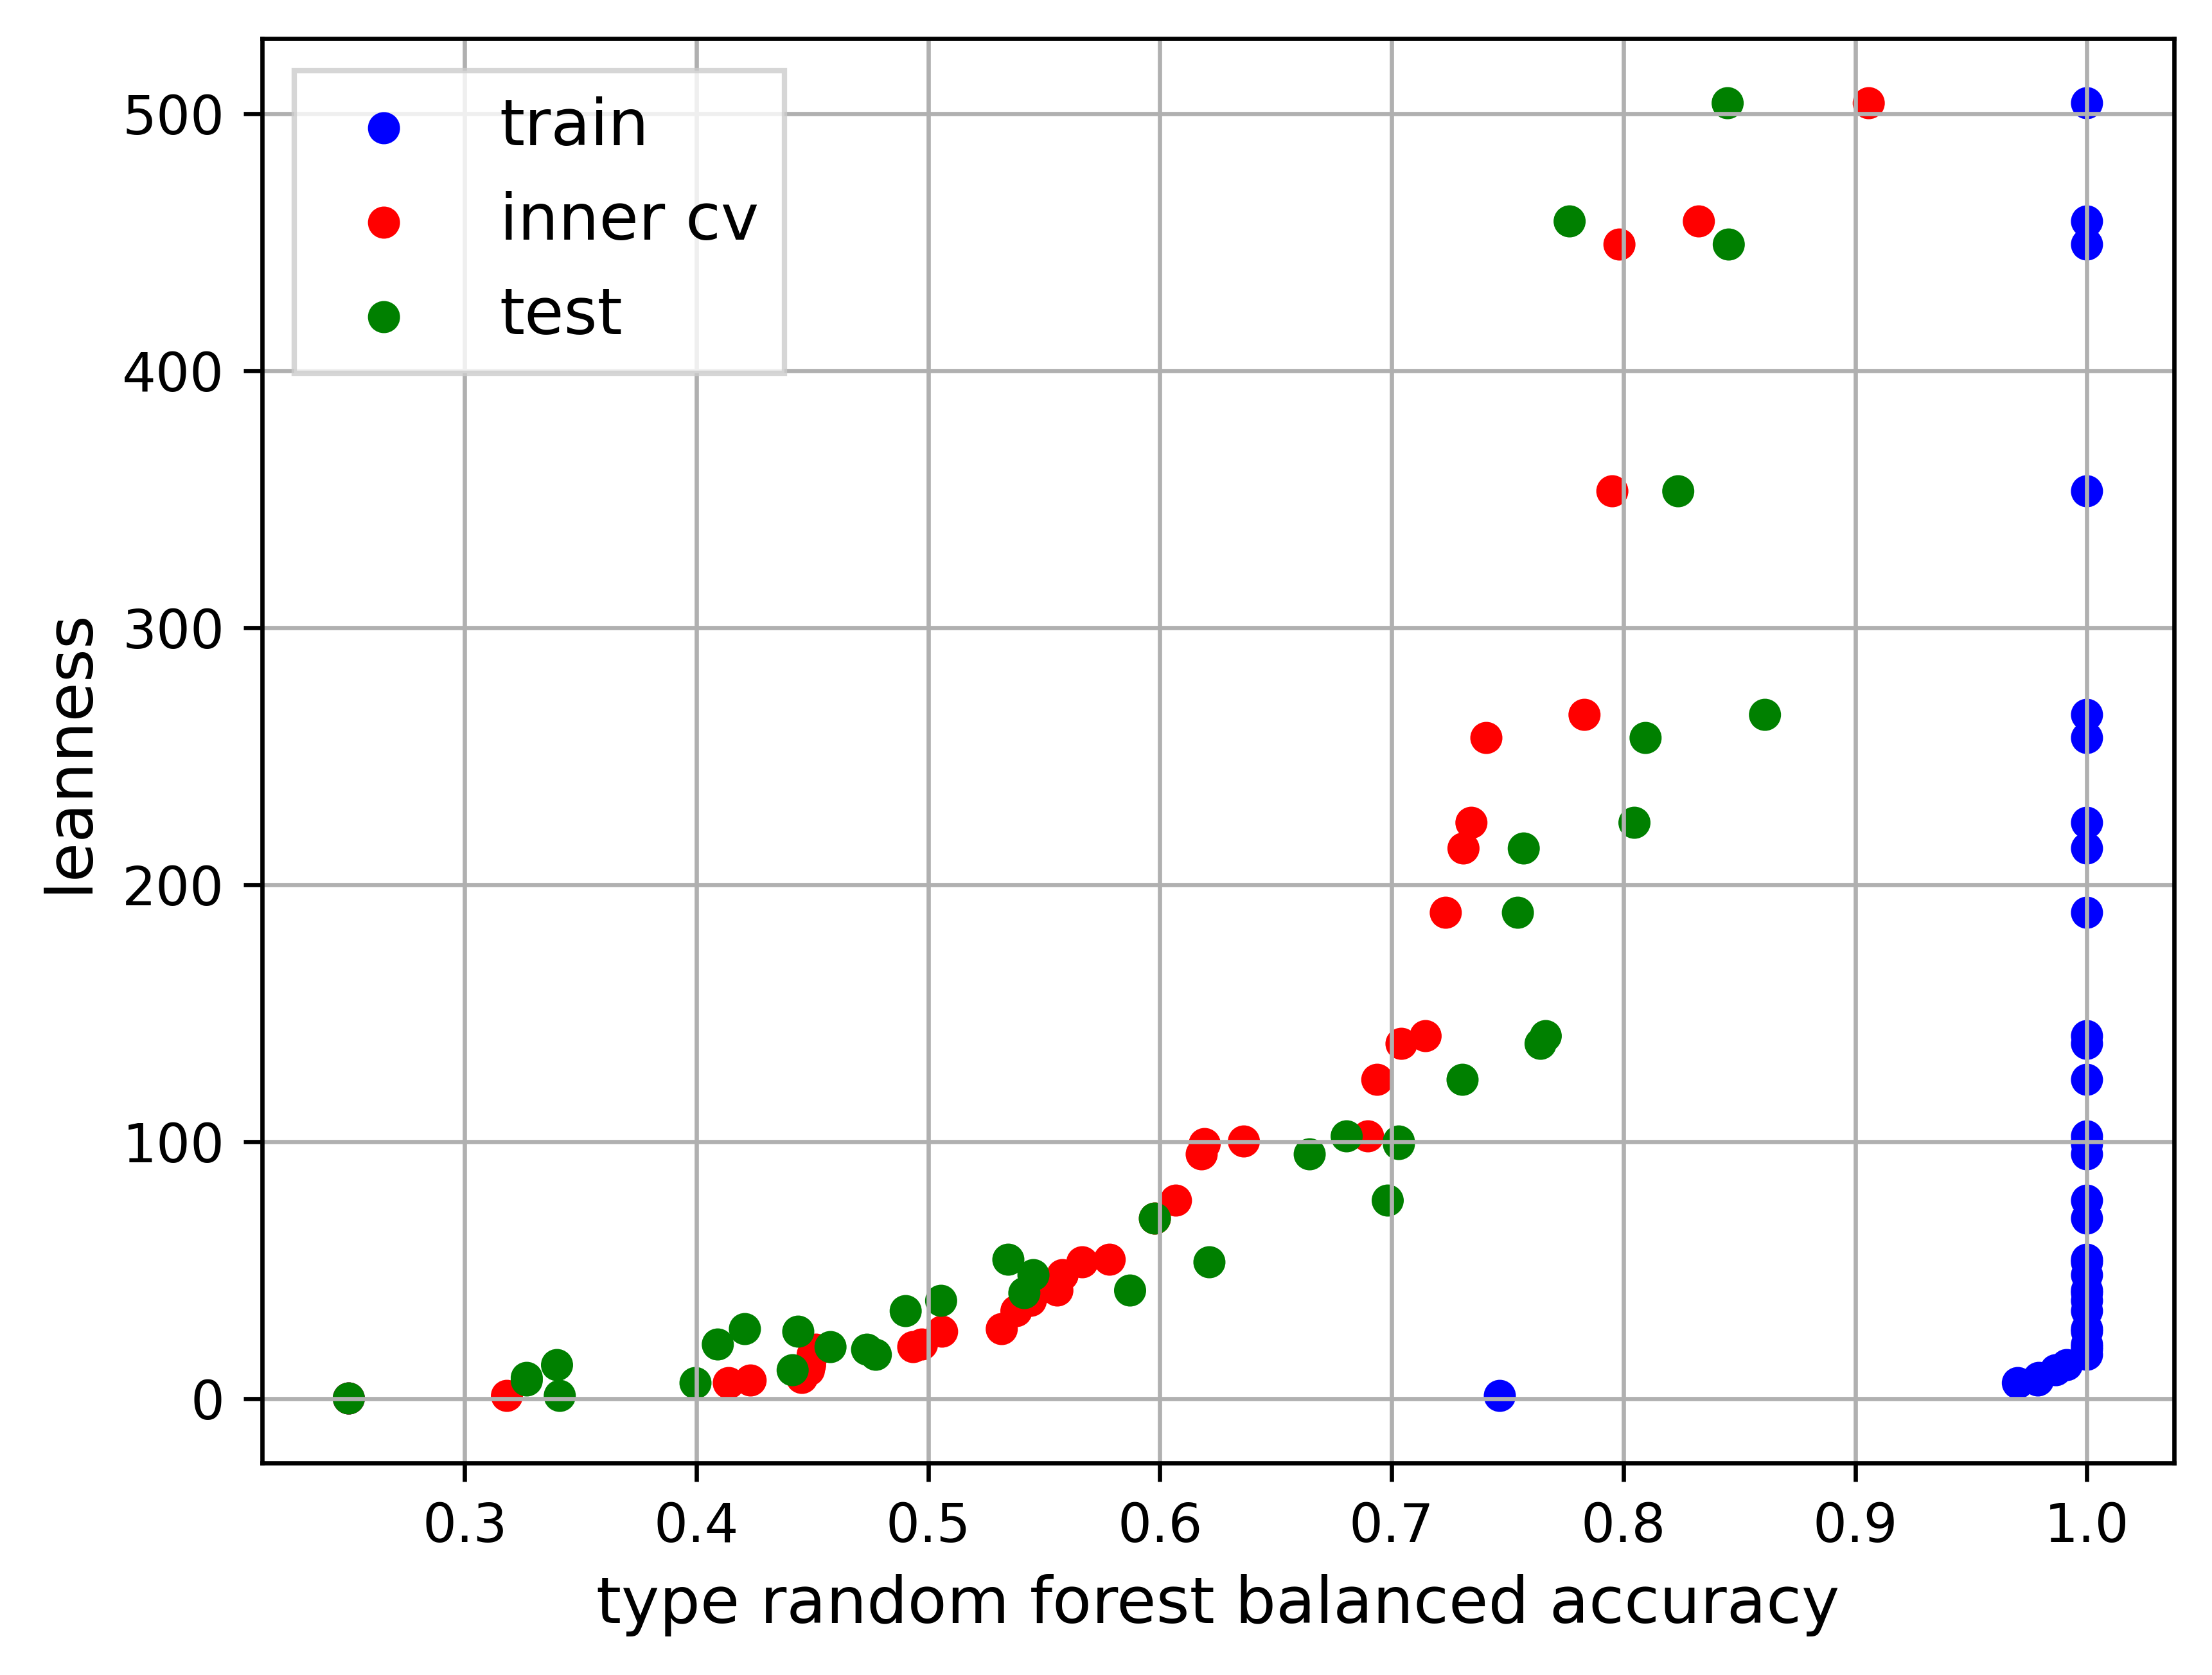 train
inner cv
test
500
400
300
200
100
0
leanness
0.3 0.4 0.5 0.6 0.7 0.8 0.9 1.0
type random forest balanced accuracy